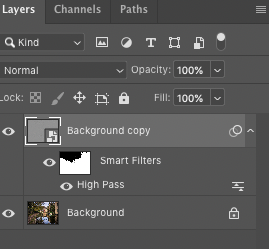 Layers Channels Paths
Kind
Normal Opacity: 100%
Lock: Fill: 100%
Background copy
Smart Filters
High Pass
Background